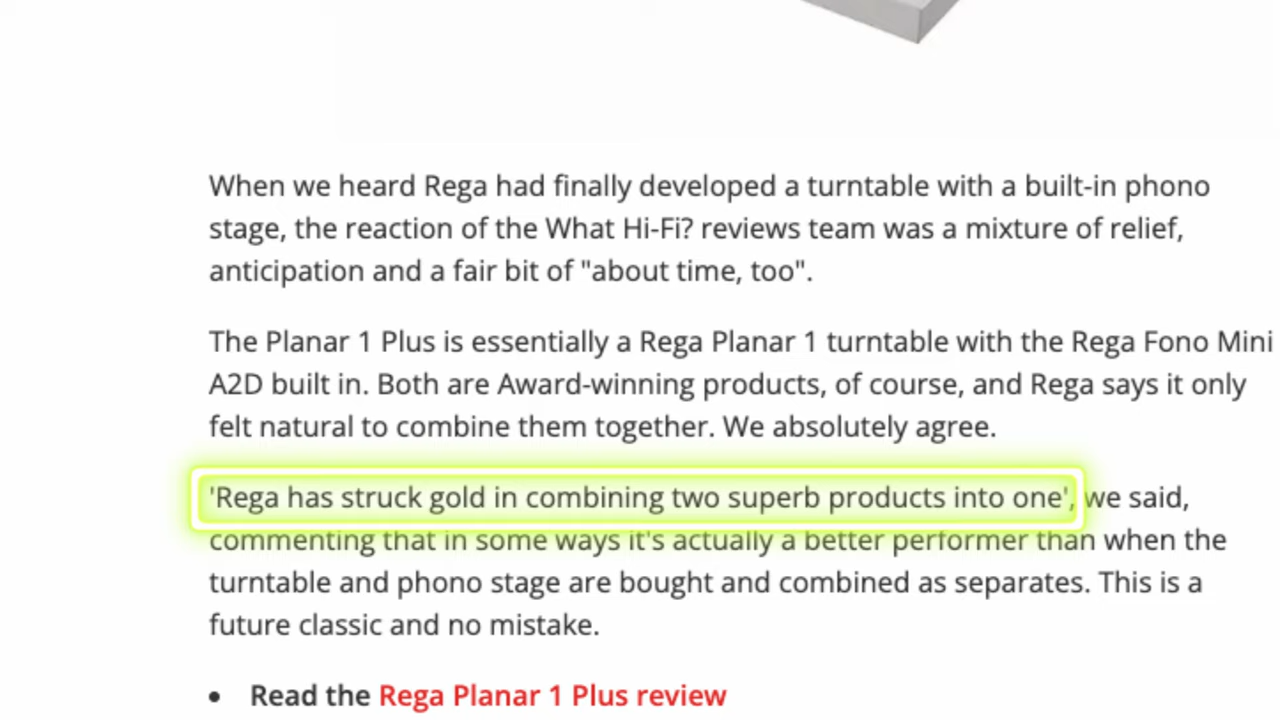 When we heard Rega had finally developed a turntable with a built-in phono
stage, the reaction of the What Hi-Fi? reviews team was a mixture of relief,
anticipation and a fair bit of "about time, too".
The Planar 1 Plus is essentially a Rega Planar 1 turntable with the Rega Fono Mini
A2D built in. Both are Award-winning products, of course, and Rega says it only
felt natural to combine them together. We absolutely agree.
'Rega has struck gold in combining two superb products into one', we said,
commenting that in some ways it's actually a better performer than when the
turntable and phono stage are bought and combined as separates. This is a
future classic and no mistake.
• Read the Rega Planar 1 Plus review